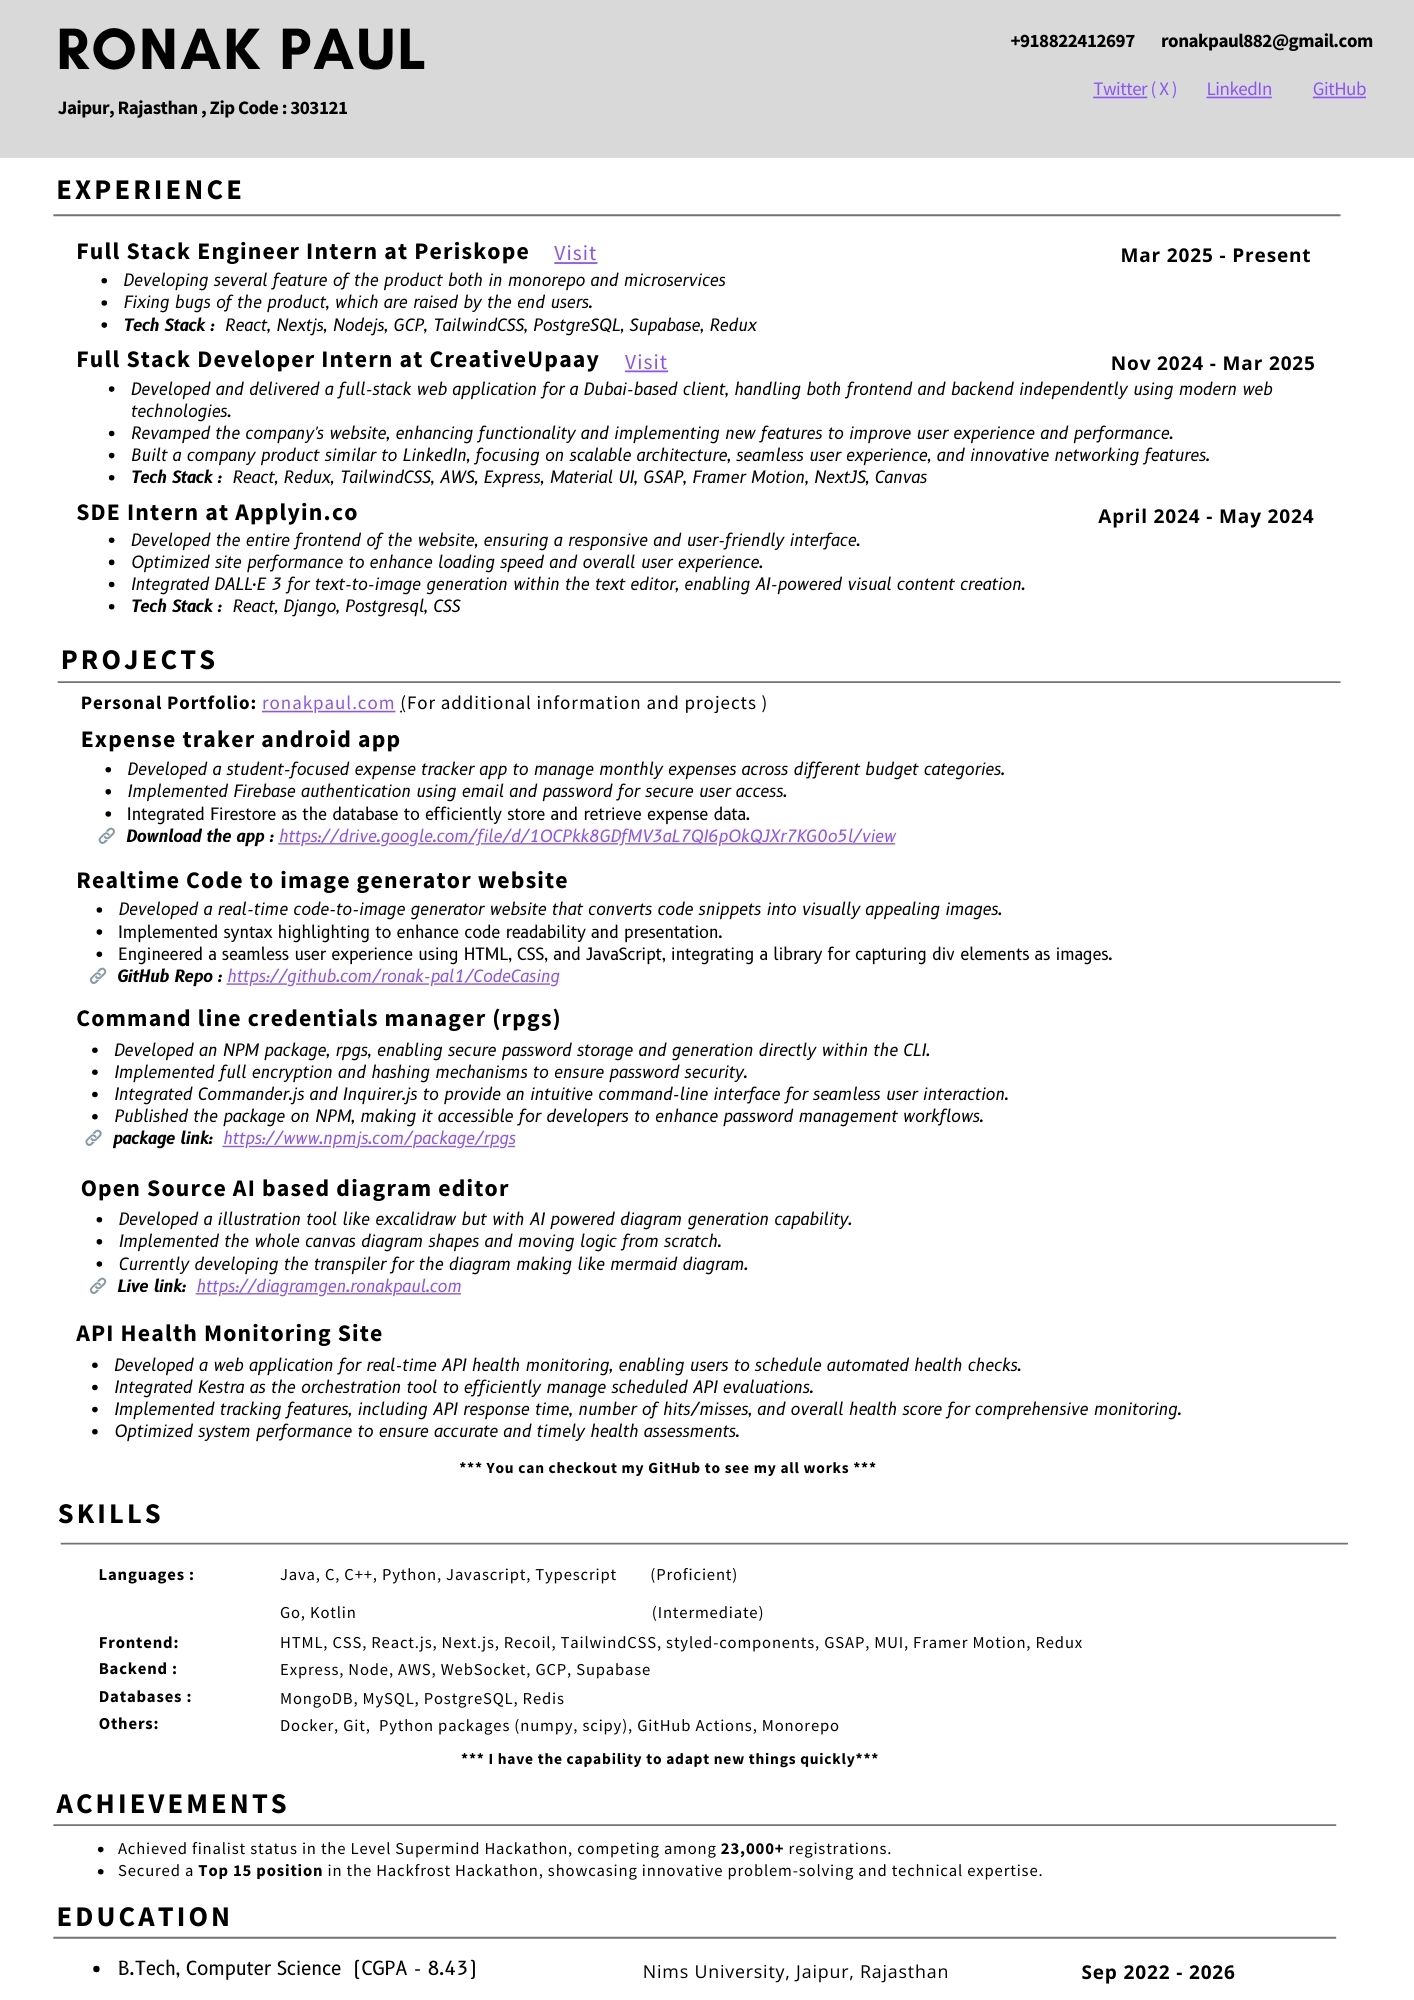 RONAK PAUL
+918822412697 ronakpaul882@gmail.com
Twitter ( X ) LinkedIn GitHub
Jaipur, Rajasthan , Zip Code : 303121
EXPERIENCE
Full Stack Engineer Intern at Periskope Visit Mar 2025 - Present
• Developing several feature of the product both in monorepo and microservices
• Fixing bugs of the product, which are raised by the end users.
• Tech Stack : React, Nextjs, Nodejs, GCP, TailwindCSS, PostgreSQL, Supabase, Redux
Full Stack Developer Intern at CreativeUpaay Visit Nov 2024 - Mar 2025
• Developed and delivered a full-stack web application for a Dubai-based client, handling both frontend and backend independently using modern web
technologies.
• Revamped the company's website, enhancing functionality and implementing new features to improve user experience and performance.
• Built a company product similar to LinkedIn, focusing on scalable architecture, seamless user experience, and innovative networking features.
• Tech Stack : React, Redux, TailwindCSS, AWS, Express, Material UI, GSAP, Framer Motion, NextJS, Canvas
SDE Intern at Applyin.co April 2024 - May 2024
• Developed the entire frontend of the website, ensuring a responsive and user-friendly interface.
• Optimized site performance to enhance loading speed and overall user experience.
• Integrated DALL·E 3 for text-to-image generation within the text editor, enabling AI-powered visual content creation.
• Tech Stack : React, Django, Postgresql, CSS
PROJECTS
Personal Portfolio: ronakpaul.com (For additional information and projects )
Expense traker android app
• Developed a student-focused expense tracker app to manage monthly expenses across different budget categories.
• Implemented Firebase authentication using email and password for secure user access.
• Integrated Firestore as the database to efficiently store and retrieve expense data.
🔗 Download the app : https://drive.google.com/file/d/1OCPkk8GDfMV3aL7QI6pOkQJXr7KG0o5l/view
Realtime Code to image generator website
• Developed a real-time code-to-image generator website that converts code snippets into visually appealing images.
• Implemented syntax highlighting to enhance code readability and presentation.
• Engineered a seamless user experience using HTML, CSS, and JavaScript, integrating a library for capturing div elements as images.
🔗 GitHub Repo : https://github.com/ronak-pal1/CodeCasing
Command line credentials manager (rpgs)
• Developed an NPM package, rpgs, enabling secure password storage and generation directly within the CLI.
• Implemented full encryption and hashing mechanisms to ensure password security.
• Integrated Commander.js and Inquirer.js to provide an intuitive command-line interface for seamless user interaction.
• Published the package on NPM, making it accessible for developers to enhance password management workflows.
🔗 package link: https://www.npmjs.com/package/rpgs
Open Source AI based diagram editor
• Developed a illustration tool like excalidraw but with AI powered diagram generation capability.
• Implemented the whole canvas diagram shapes and moving logic from scratch.
• Currently developing the transpiler for the diagram making like mermaid diagram.
🔗 Live link: https://diagramgen.ronakpaul.com
API Health Monitoring Site
• Developed a web application for real-time API health monitoring, enabling users to schedule automated health checks.
• Integrated Kestra as the orchestration tool to efficiently manage scheduled API evaluations.
• Implemented tracking features, including API response time, number of hits/misses, and overall health score for comprehensive monitoring.
• Optimized system performance to ensure accurate and timely health assessments.
*** You can checkout my GitHub to see my all works ***
SKILLS
Languages : Java, C, C++, Python, Javascript, Typescript (Proficient)
Go, Kotlin (Intermediate)
Frontend: HTML, CSS, React.js, Next.js, Recoil, TailwindCSS, styled-components, GSAP, MUI, Framer Motion, Redux
Backend : Express, Node, AWS, WebSocket, GCP, Supabase
Databases : MongoDB, MySQL, PostgreSQL, Redis
Others: Docker, Git, Python packages (numpy, scipy), GitHub Actions, Monorepo
*** I have the capability to adapt new things quickly***
ACHIEVEMENTS
• Achieved finalist status in the Level Supermind Hackathon, competing among 23,000+ registrations.
• Secured a Top 15 position in the Hackfrost Hackathon, showcasing innovative problem-solving and technical expertise.
EDUCATION
• B.Tech, Computer Science [CGPA - 8.43] Nims University, Jaipur, Rajasthan Sep 2022 - 2026